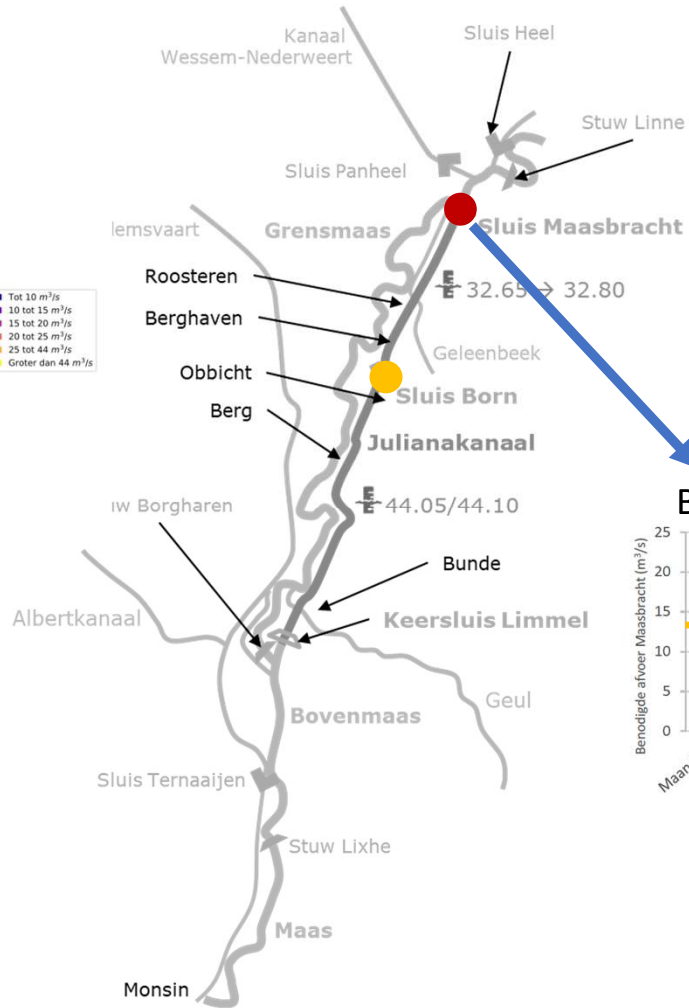 Kanaal
Wessem-Nederweert
Sluis Heel
Stuw Linne
Sluis Panheel
lemsvaart
Grensmaas
Sluis Maasbracht
Roosteren
32.65 → 32.80
Tot 10 m³/s
10 tot 15 m³/s
15 tot 20 m³/s
20 tot 25 m³/s
25 tot 44 m³/s
Groter dan 44 m³/s
Berghaven
Geleenbeek
Obbicht
Sluis Born
Berg
Julianakanaal
uw Borgharen
44.05/44.10
B
Benodigde afvoer Maasbracht (m³/s)
25
20
15
10
5
0
Maan
Bunde
Albertkanaal
Keersluis Limmel
Geul
Bovenmaas
Sluis Ternaaijen
Stuw Lixhe
Maas
Monsin